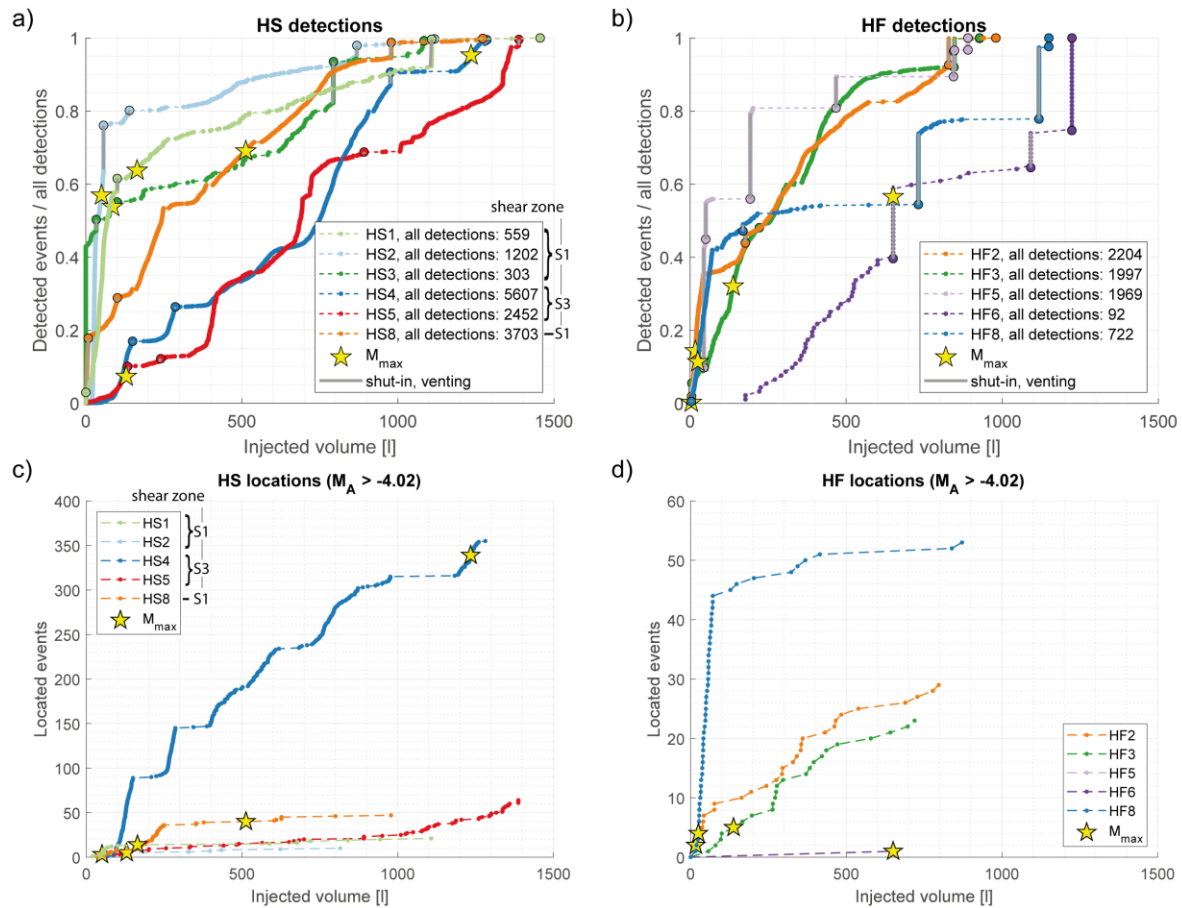 a)
HS detections
Detected events / all detections
1
0.8
0.6
0.4
0.2
0
0
500
1000
1500
Injected volume [l]
shear zone
HS1, all detections: 559
HS2, all detections: 1202
HS3, all detections: 303
HS4, all detections: 5607
HS5, all detections: 2452
HS8, all detections: 3703
S1
S3
S1
Mmax
shut-in, venting
b)
HF detections
Detected events / all detections
1
0.8
0.6
0.4
0.2
0
0
500
1000
1500
Injected volume [l]
HF2, all detections: 2204
HF3, all detections: 1997
HF5, all detections: 1969
HF6, all detections: 92
HF8, all detections: 722
Mmax
shut-in, venting
c)
HS locations (MA > -4.02)
Located events
400
350
300
250
200
150
100
50
0
0
500
1000
1500
Injected volume [l]
shear zone
HS1
HS2
HS4
HS5
HS8
S1
S3
S1
Mmax
d)
HF locations (MA > -4.02)
Located events
60
50
40
30
20
10
0
0
500
1000
1500
Injected volume [l]
HF2
HF3
HF5
HF6
HF8
Mmax